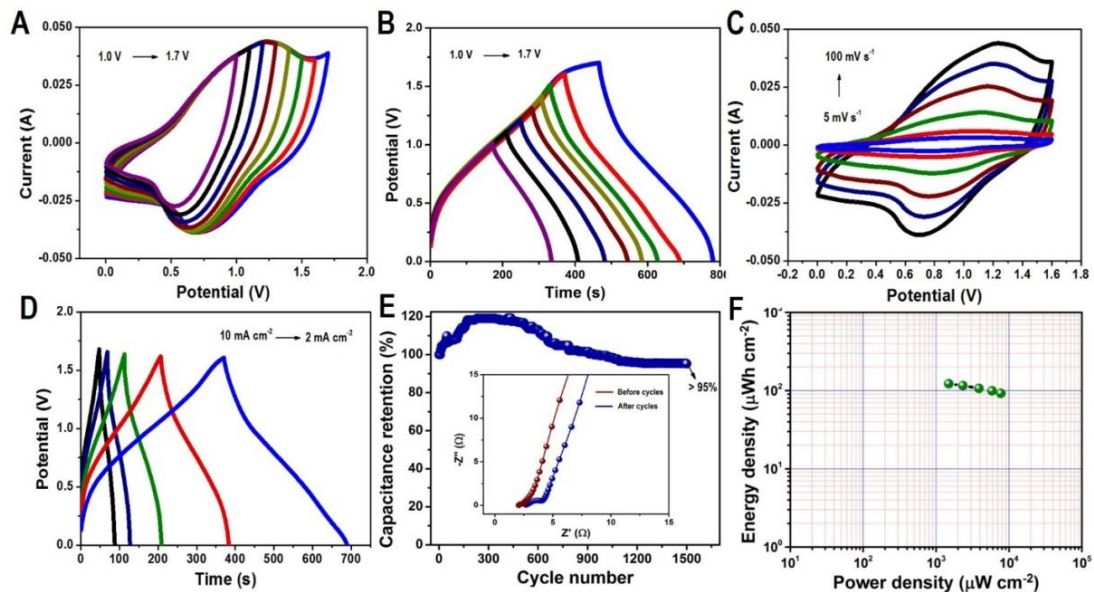 A
0.050
0.025
0.000
-0.025
-0.050
Current (A)
1.0 V → 1.7 V
0.0 0.5 1.0 1.5 2.0
Potential (V)
B
2.0
1.5
1.0
0.5
0.0
Potential (V)
1.0 V → 1.7 V
0 200 400 600 800
Time (s)
C
0.050
0.025
0.000
-0.025
-0.050
Current (A)
100 mV s⁻¹
5 mV s⁻¹
-0.2 0.0 0.2 0.4 0.6 0.8 1.0 1.2 1.4 1.6 1.8
Potential (V)
D
2.0
1.5
1.0
0.5
0.0
Potential (V)
10 mA cm⁻² → 2 mA cm⁻²
0 100 200 300 400 500 600 700
Time (s)
E
120
100
80
60
40
20
0
Capacitance retention (%)
> 95%
15
10
5
0
-Z" (Ω)
Before cycles
After cycles
0 5 10 15
Z' (Ω)
0 300 600 900 1200 1500
Cycle number
F
10³
10²
10¹
10⁰
Energy density (μWh cm⁻²)
10¹ 10² 10³ 10⁴ 10⁵
Power density (μW cm⁻²)